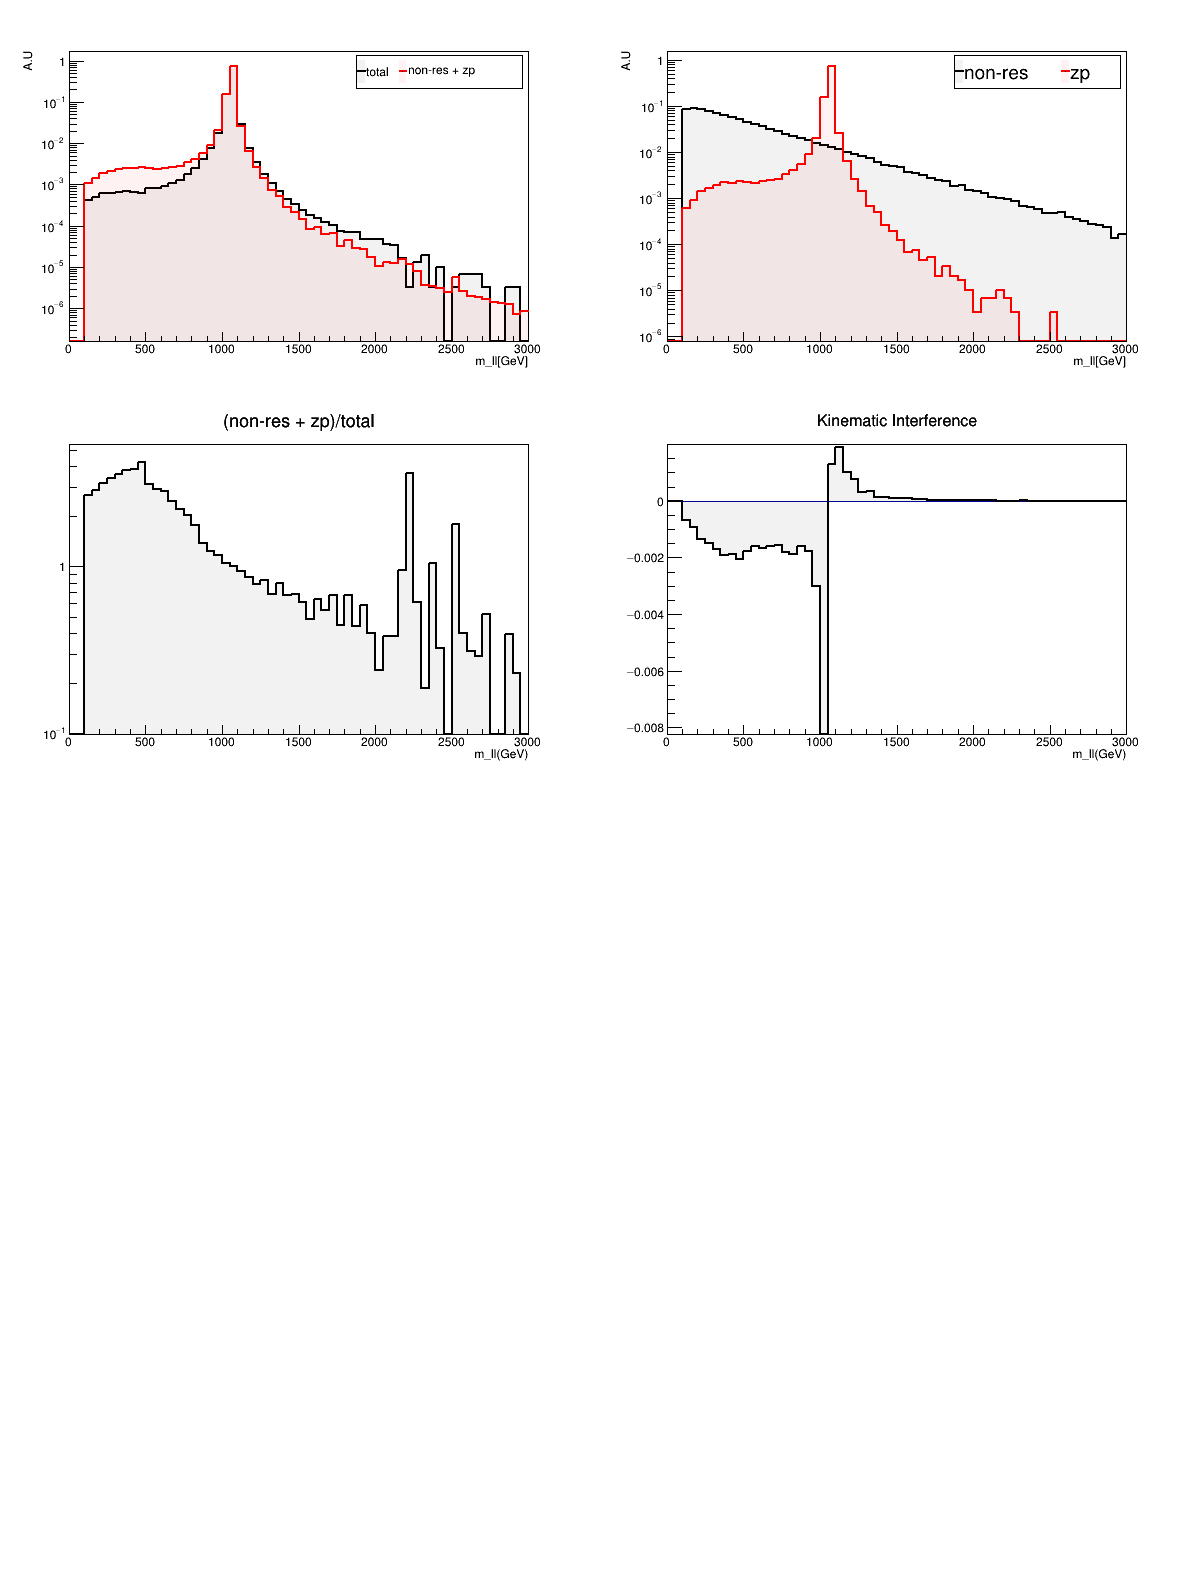 A.U
total non-res + zp
1
10⁻¹
10⁻²
10⁻³
10⁻⁴
10⁻⁵
10⁻⁶
0 500 1000 1500 2000 2500 3000
m_ll[GeV]
A.U
non-res zp
1
10⁻¹
10⁻²
10⁻³
10⁻⁴
10⁻⁵
10⁻⁶
0 500 1000 1500 2000 2500 3000
m_ll[GeV]
(non-res + zp)/total
1
10⁻¹
0 500 1000 1500 2000 2500 3000
m_ll(GeV)
Kinematic Interference
0
−0.002
−0.004
−0.006
−0.008
0 500 1000 1500 2000 2500 3000
m_ll(GeV)